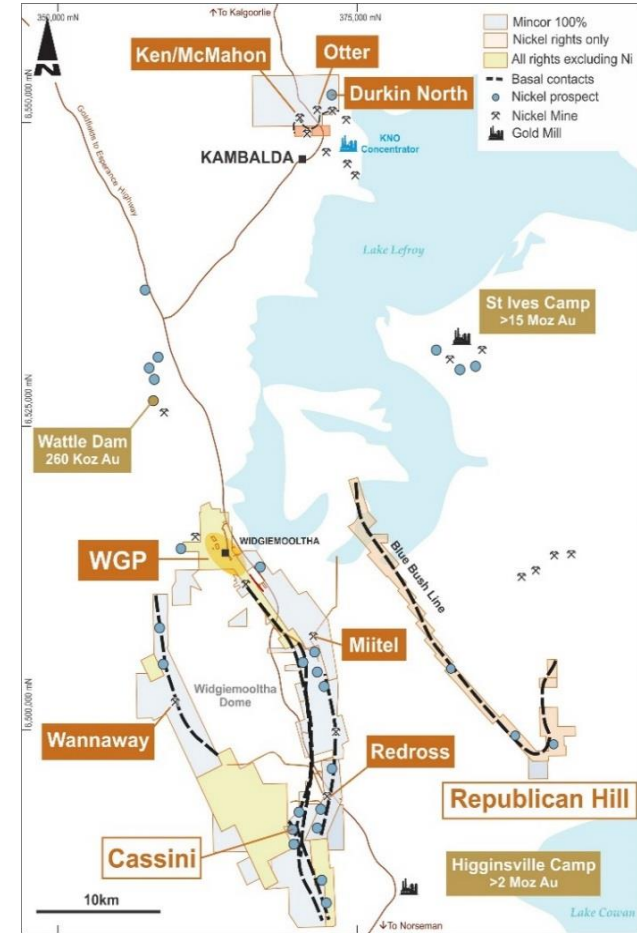 350,000 mE
↑To Kalgoorlie
375,000 mE
Mincor 100%
Nickel rights only
All rights excluding Ni
Basal contacts
Nickel prospect
Nickel Mine
Gold Mill
Ken/McMahon
Otter
Durkin North
6,550,000 mN
KNO
Concentrator
KAMBALDA
Goldfields to Esperance Highway
Lake Lefroy
St Ives Camp
>15 Moz Au
6,525,000 mN
Wattle Dam
260 Koz Au
WIDGIEMOOLTHA
WGP
Blue Bush Line
Miitel
Widgiemooltha
Dome
6,500,000 mN
Wannaway
Redross
Republican Hill
Cassini
Higginsville Camp
>2 Moz Au
10km
Lake Cowan
↓To Norseman